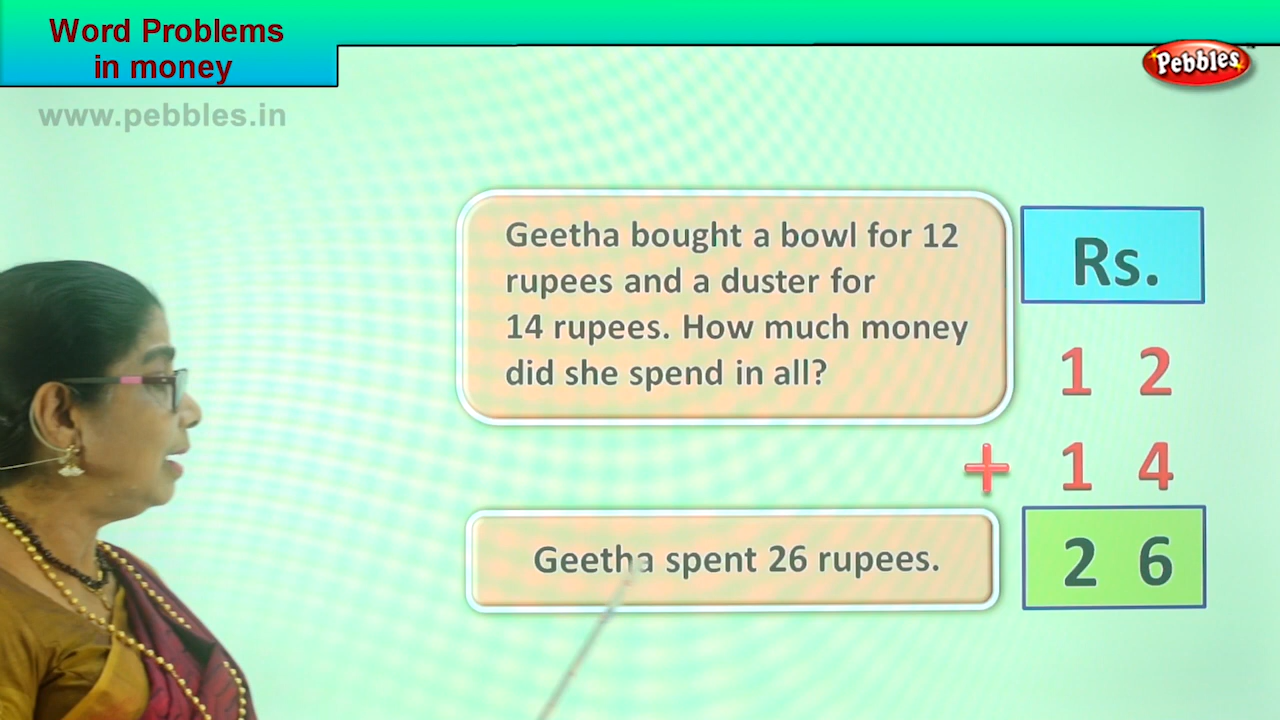 Word Problems
in money
Pebbles
www.pebbles.in
Geetha bought a bowl for 12
rupees and a duster for
14 rupees. How much money
did she spend in all?
Rs.
1 2
+ 1 4
Geetha spent 26 rupees.
2 6